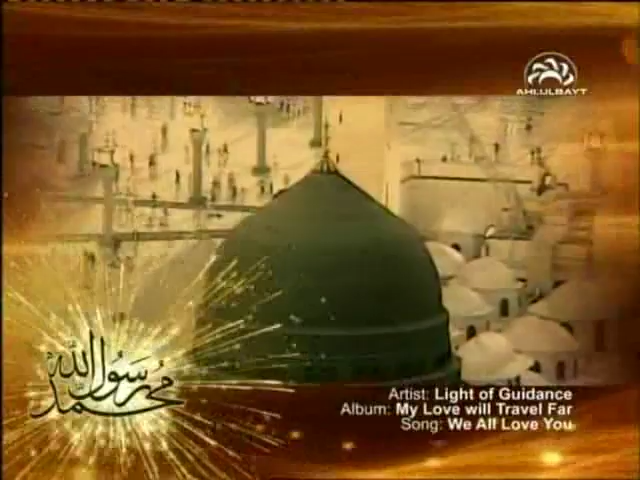 AHLULBAYT
محمد رسول الله
Artist: Light of Guidance
Album: My Love will Travel Far
Song: We All Love You